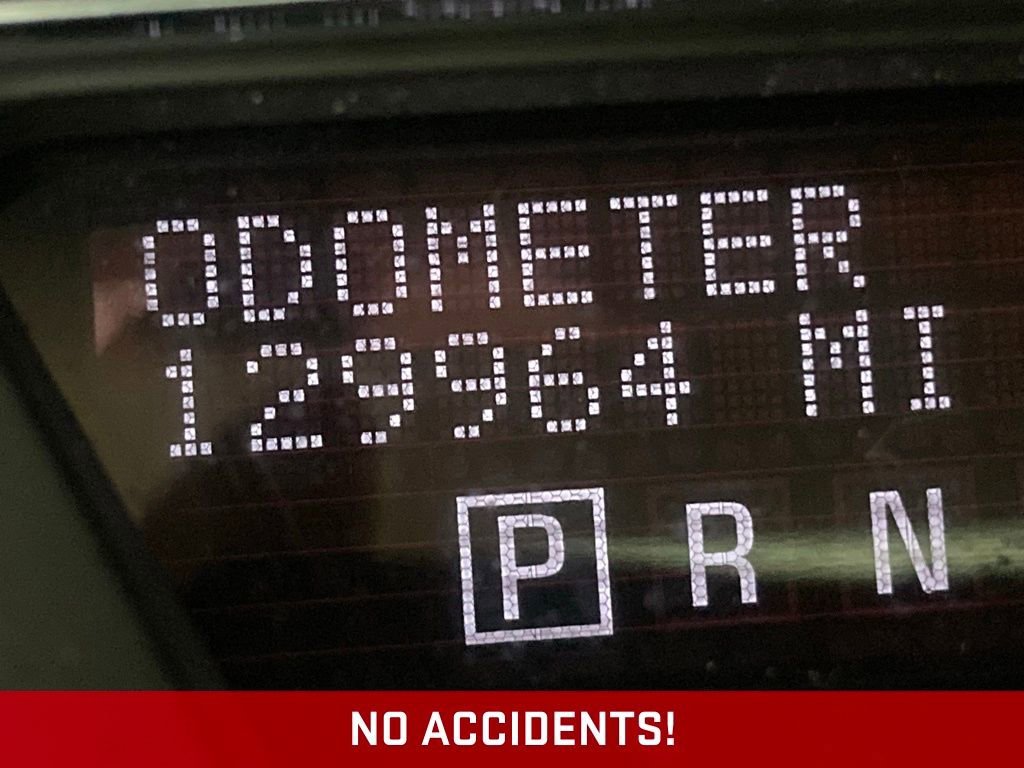 ODOMETER
129964 MI
P R N
NO ACCIDENTS!